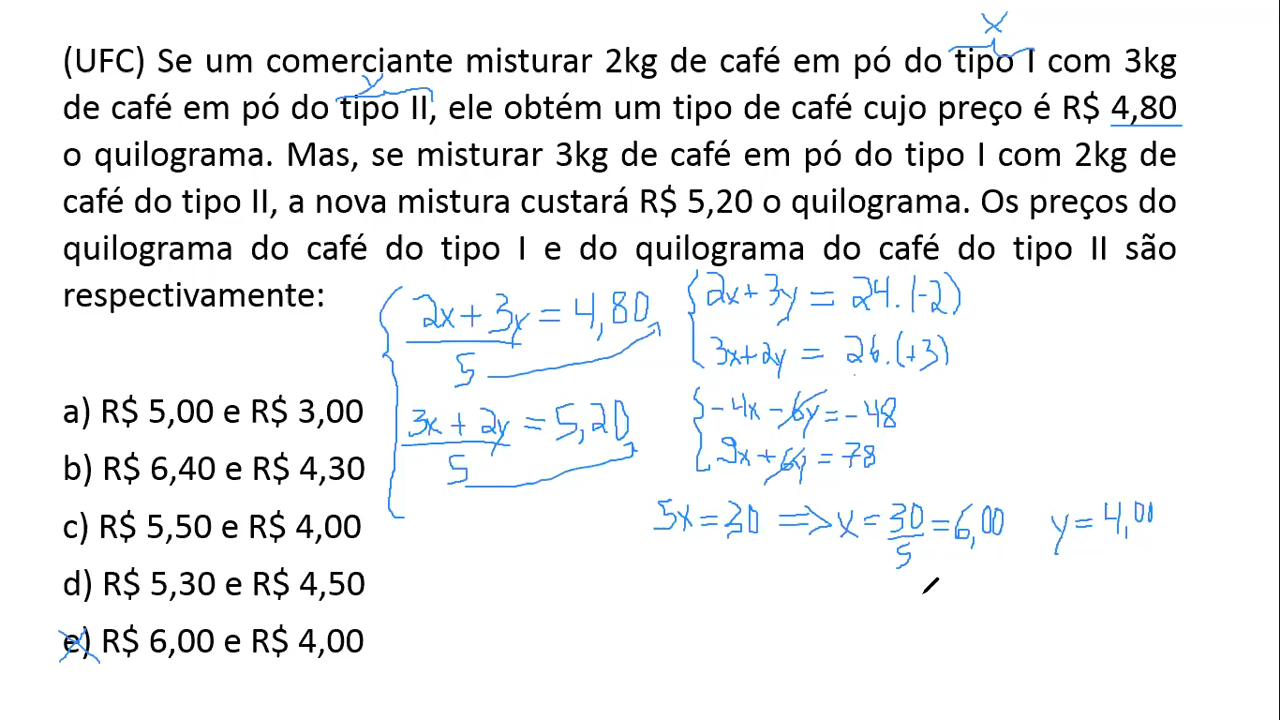 x
(UFC) Se um comerciante misturar 2kg de café em pó do tipo I com 3kg
y
de café em pó do tipo II, ele obtém um tipo de café cujo preço é R$ 4,80
o quilograma. Mas, se misturar 3kg de café em pó do tipo I com 2kg de
café do tipo II, a nova mistura custará R$ 5,20 o quilograma. Os preços do
quilograma do café do tipo I e do quilograma do café do tipo II são
respectivamente:
2x + 3y = 4,80
5
3x + 2y = 5,20
5
2x + 3y = 24.(-2)
3x + 2y = 26.(+3)
-4x - 6y = -48
9x + 6y = 78
5x = 30 => x = 30 = 6,00 y = 4,00
5
a) R$ 5,00 e R$ 3,00
b) R$ 6,40 e R$ 4,30
c) R$ 5,50 e R$ 4,00
d) R$ 5,30 e R$ 4,50
e) R$ 6,00 e R$ 4,00